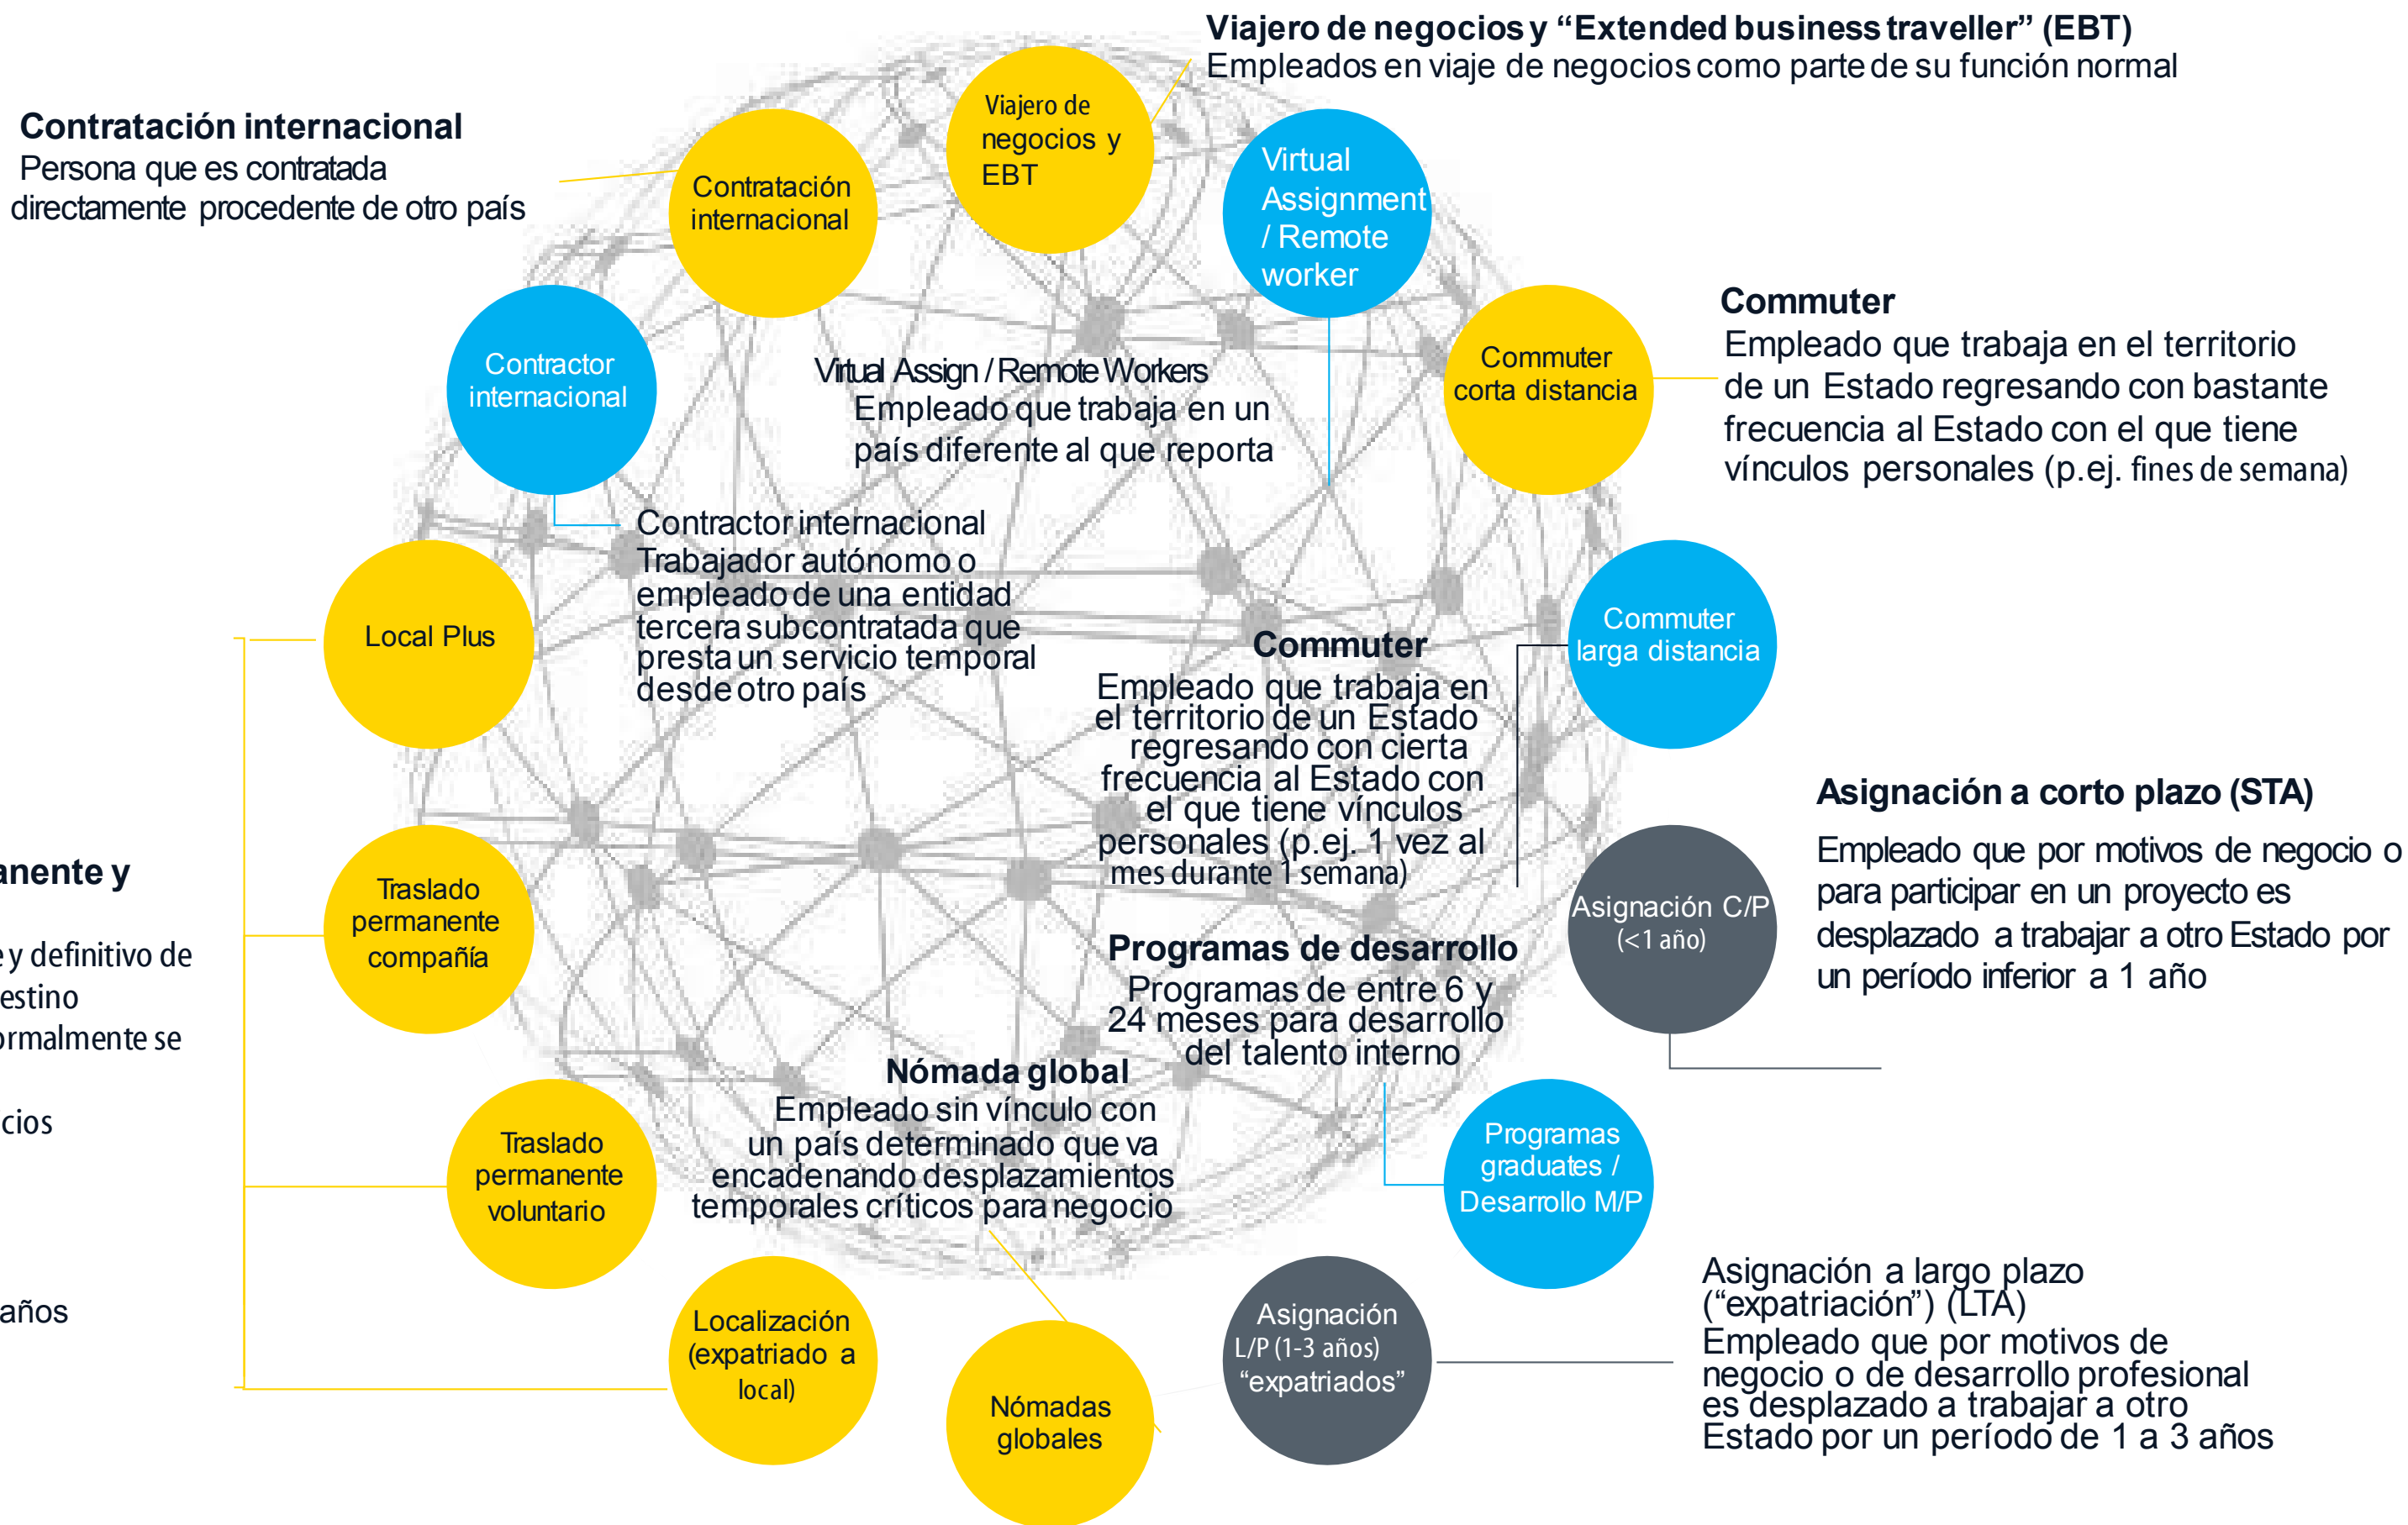 Viajero de negocios y “Extended business traveller” (EBT)
Empleados en viaje de negocios como parte de su función normal
Contratación internacional
Persona que es contratada
directamente procedente de otro país
Viajero de
negocios y
EBT
Contratación
internacional
Virtual
Assignment
/ Remote
worker
Commuter
corta distancia
Commuter
Empleado que trabaja en el territorio
de un Estado regresando con bastante
frecuencia al Estado con el que tiene
vínculos personales (p.ej. fines de semana)
Contractor
internacional
Virtual Assign / Remote Workers
Empleado que trabaja en un
país diferente al que reporta
Contractor internacional
Trabajador autónomo o
empleado de una entidad
tercera subcontratada que
presta un servicio temporal
desde otro país
Local Plus
Commuter
larga distancia
Commuter
Empleado que trabaja en
el territorio de un Estado
regresando con cierta
frecuencia al Estado con
el que tiene vínculos
personales (p.ej. 1 vez al
mes durante 1 semana)
Asignación a corto plazo (STA)
Empleado que por motivos de negocio o
para participar en un proyecto es
desplazado a trabajar a otro Estado por
un período inferior a 1 año
Asignación C/P
(<1 año)
anente y
e y definitivo de
estino
ormalmente se
cios
años
Traslado
permanente
compañía
Programas de desarrollo
Programas de entre 6 y
24 meses para desarrollo
del talento interno
Nómada global
Empleado sin vínculo con
un país determinado que va
encadenando desplazamientos
temporales críticos para negocio
Traslado
permanente
voluntario
Programas
graduates /
Desarrollo M/P
Localización
(expatriado a
local)
Nómadas
globales
Asignación
L/P (1-3 años)
“expatriados”
Asignación a largo plazo
(“expatriación”) (LTA)
Empleado que por motivos de
negocio o de desarrollo profesional
es desplazado a trabajar a otro
Estado por un período de 1 a 3 años